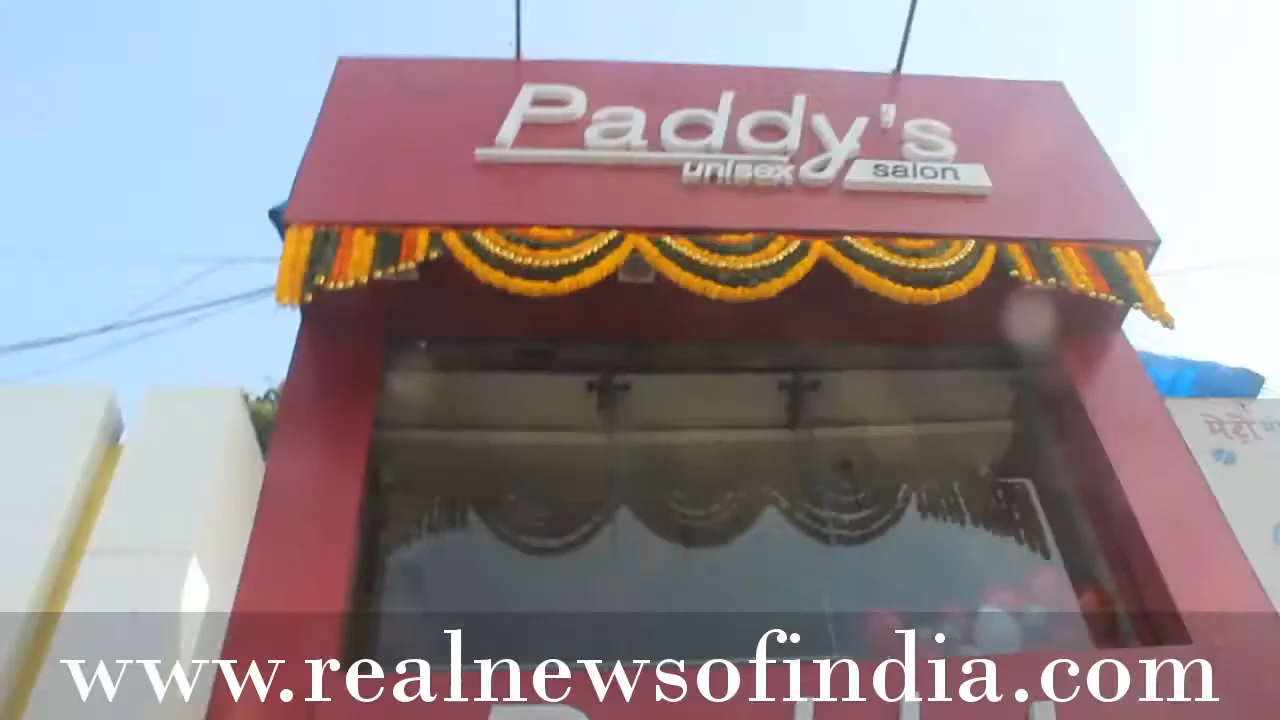 Paddy's
unisex salon
मेट्रो
www.realnewsofindia.com